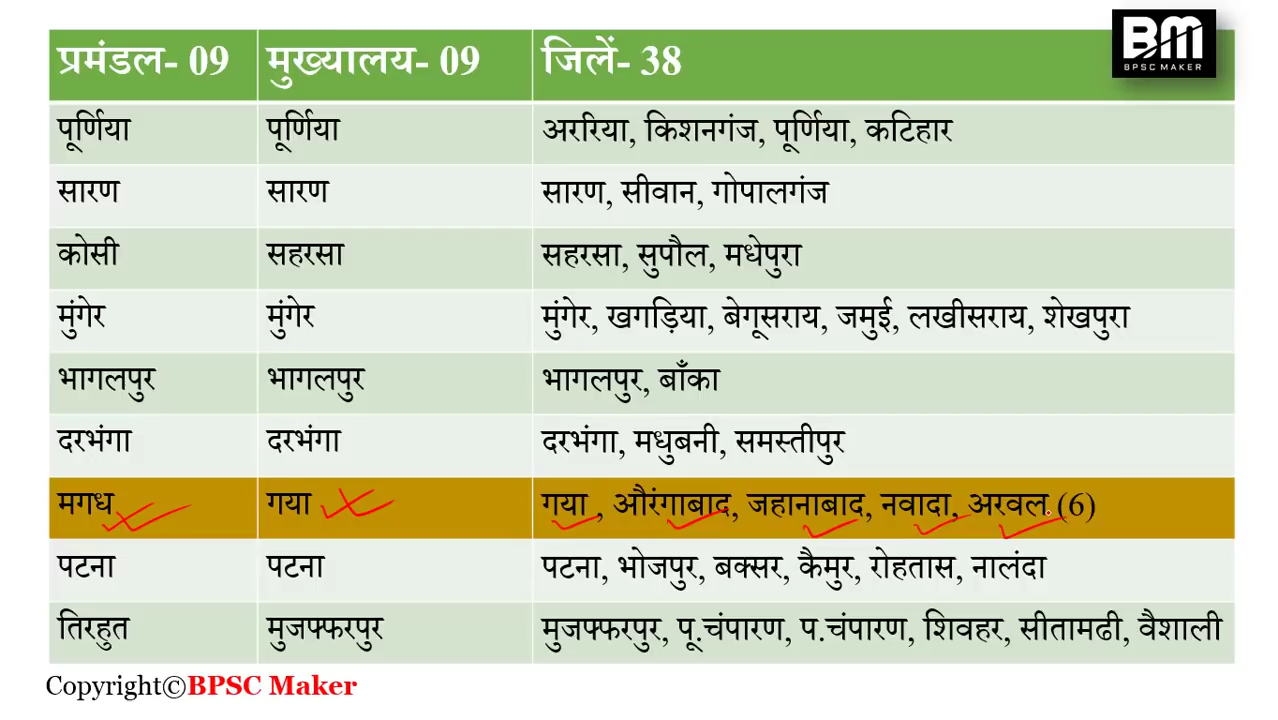 BM
BPSC MAKER
प्रमंडल- 09 मुख्यालय- 09 जिलें- 38
पूर्णिया पूर्णिया अररिया, किशनगंज, पूर्णिया, कटिहार
सारण सारण सारण, सीवान, गोपालगंज
कोसी सहरसा सहरसा, सुपौल, मधेपुरा
मुंगेर मुंगेर मुंगेर, खगड़िया, बेगूसराय, जमुई, लखीसराय, शेखपुरा
भागलपुर भागलपुर भागलपुर, बाँका
दरभंगा दरभंगा दरभंगा, मधुबनी, समस्तीपुर
मगध गया गया , औरंगाबाद, जहानाबाद, नवादा, अरवल (6)
पटना पटना पटना, भोजपुर, बक्सर, कैमुर, रोहतास, नालंदा
तिरहुत मुजफ्फरपुर मुजफ्फरपुर, पू.चंपारण, प.चंपारण, शिवहर, सीतामढी, वैशाली
Copyright©BPSC Maker